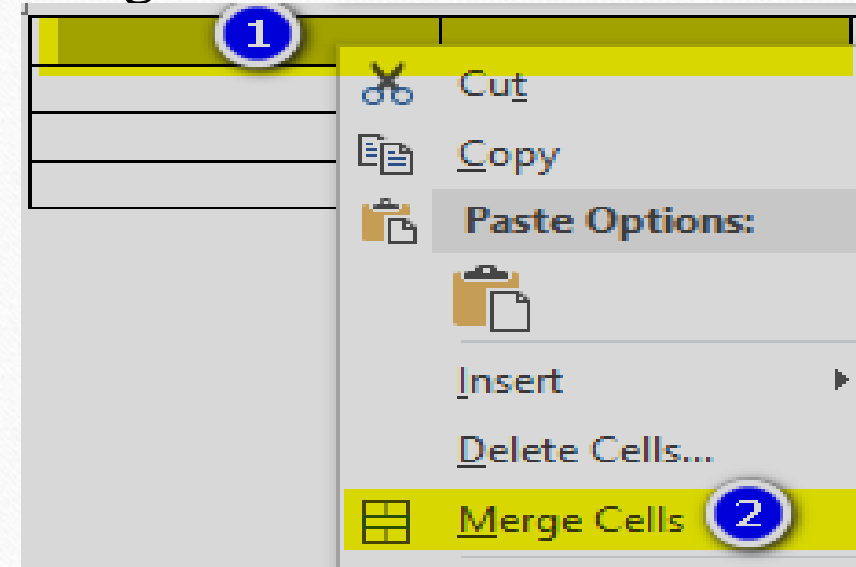 1
Cut
Copy
Paste Options:
Insert
Delete Cells...
Merge Cells 2